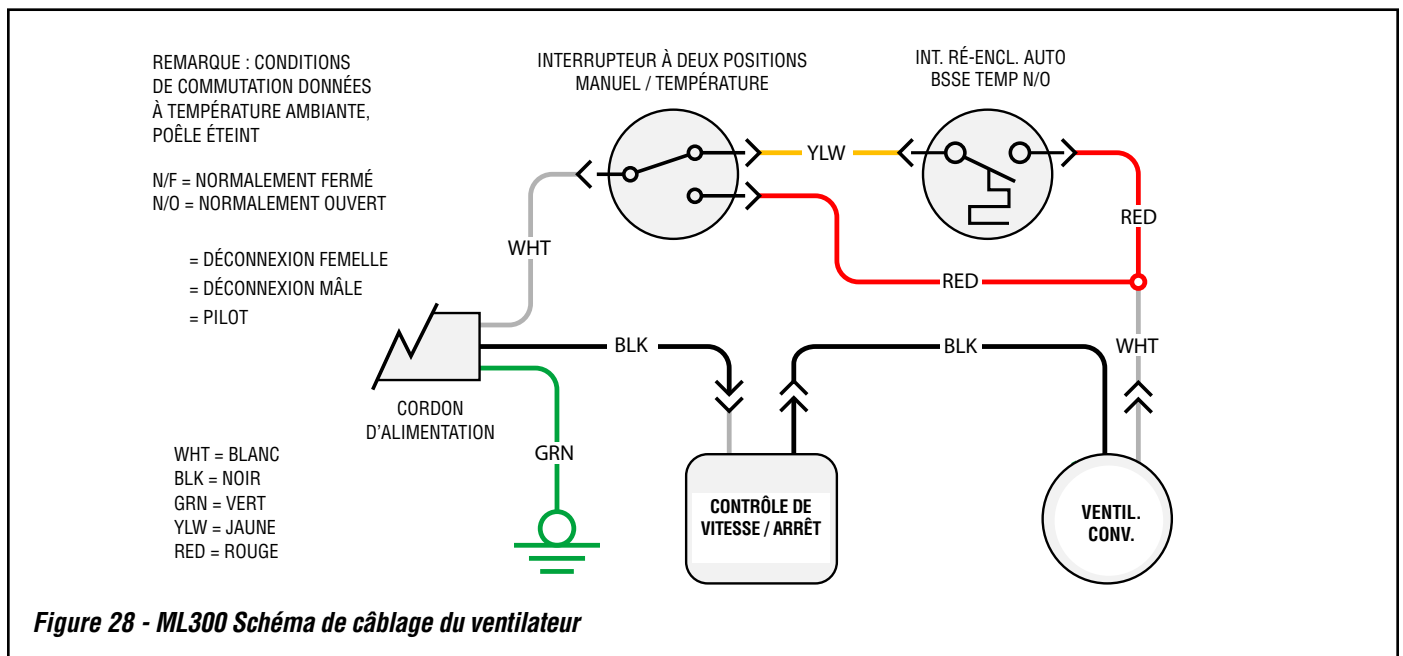 REMARQUE : CONDITIONS
DE COMMUTATION DONNÉES
À TEMPÉRATURE AMBIANTE,
POÊLE ÉTEINT
N/F = NORMALEMENT FERMÉ
N/O = NORMALEMENT OUVERT
= DÉCONNEXION FEMELLE
= DÉCONNEXION MÂLE
= PILOT
INTERRUPTEUR À DEUX POSITIONS
MANUEL / TEMPÉRATURE
INT. RÉ-ENCL. AUTO
BSSE TEMP N/O
YLW
RED
WHT
RED
BLK
BLK
WHT
CORDON
D'ALIMENTATION
GRN
WHT = BLANC
BLK = NOIR
GRN = VERT
YLW = JAUNE
RED = ROUGE
CONTRÔLE DE
VITESSE / ARRÊT
VENTIL.
CONV.
Figure 28 - ML300 Schéma de câblage du ventilateur